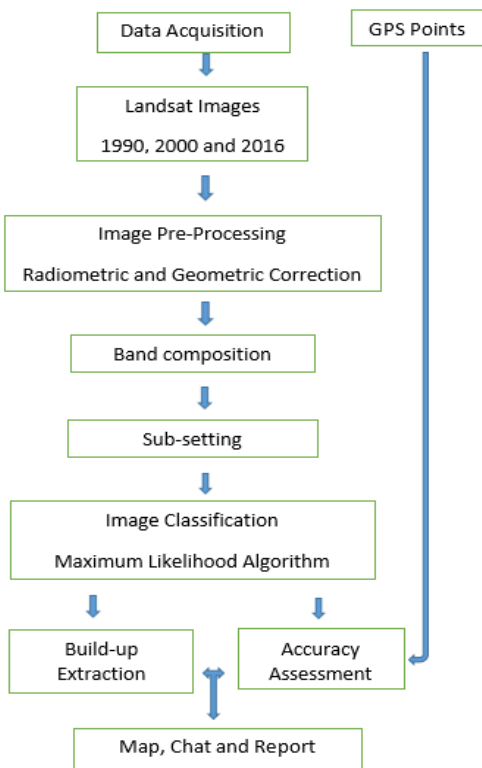 Data Acquisition
GPS Points
Landsat Images
1990, 2000 and 2016
Image Pre-Processing
Radiometric and Geometric Correction
Band composition
Sub-setting
Image Classification
Maximum Likelihood Algorithm
Build-up
Extraction
Accuracy
Assessment
Map, Chat and Report